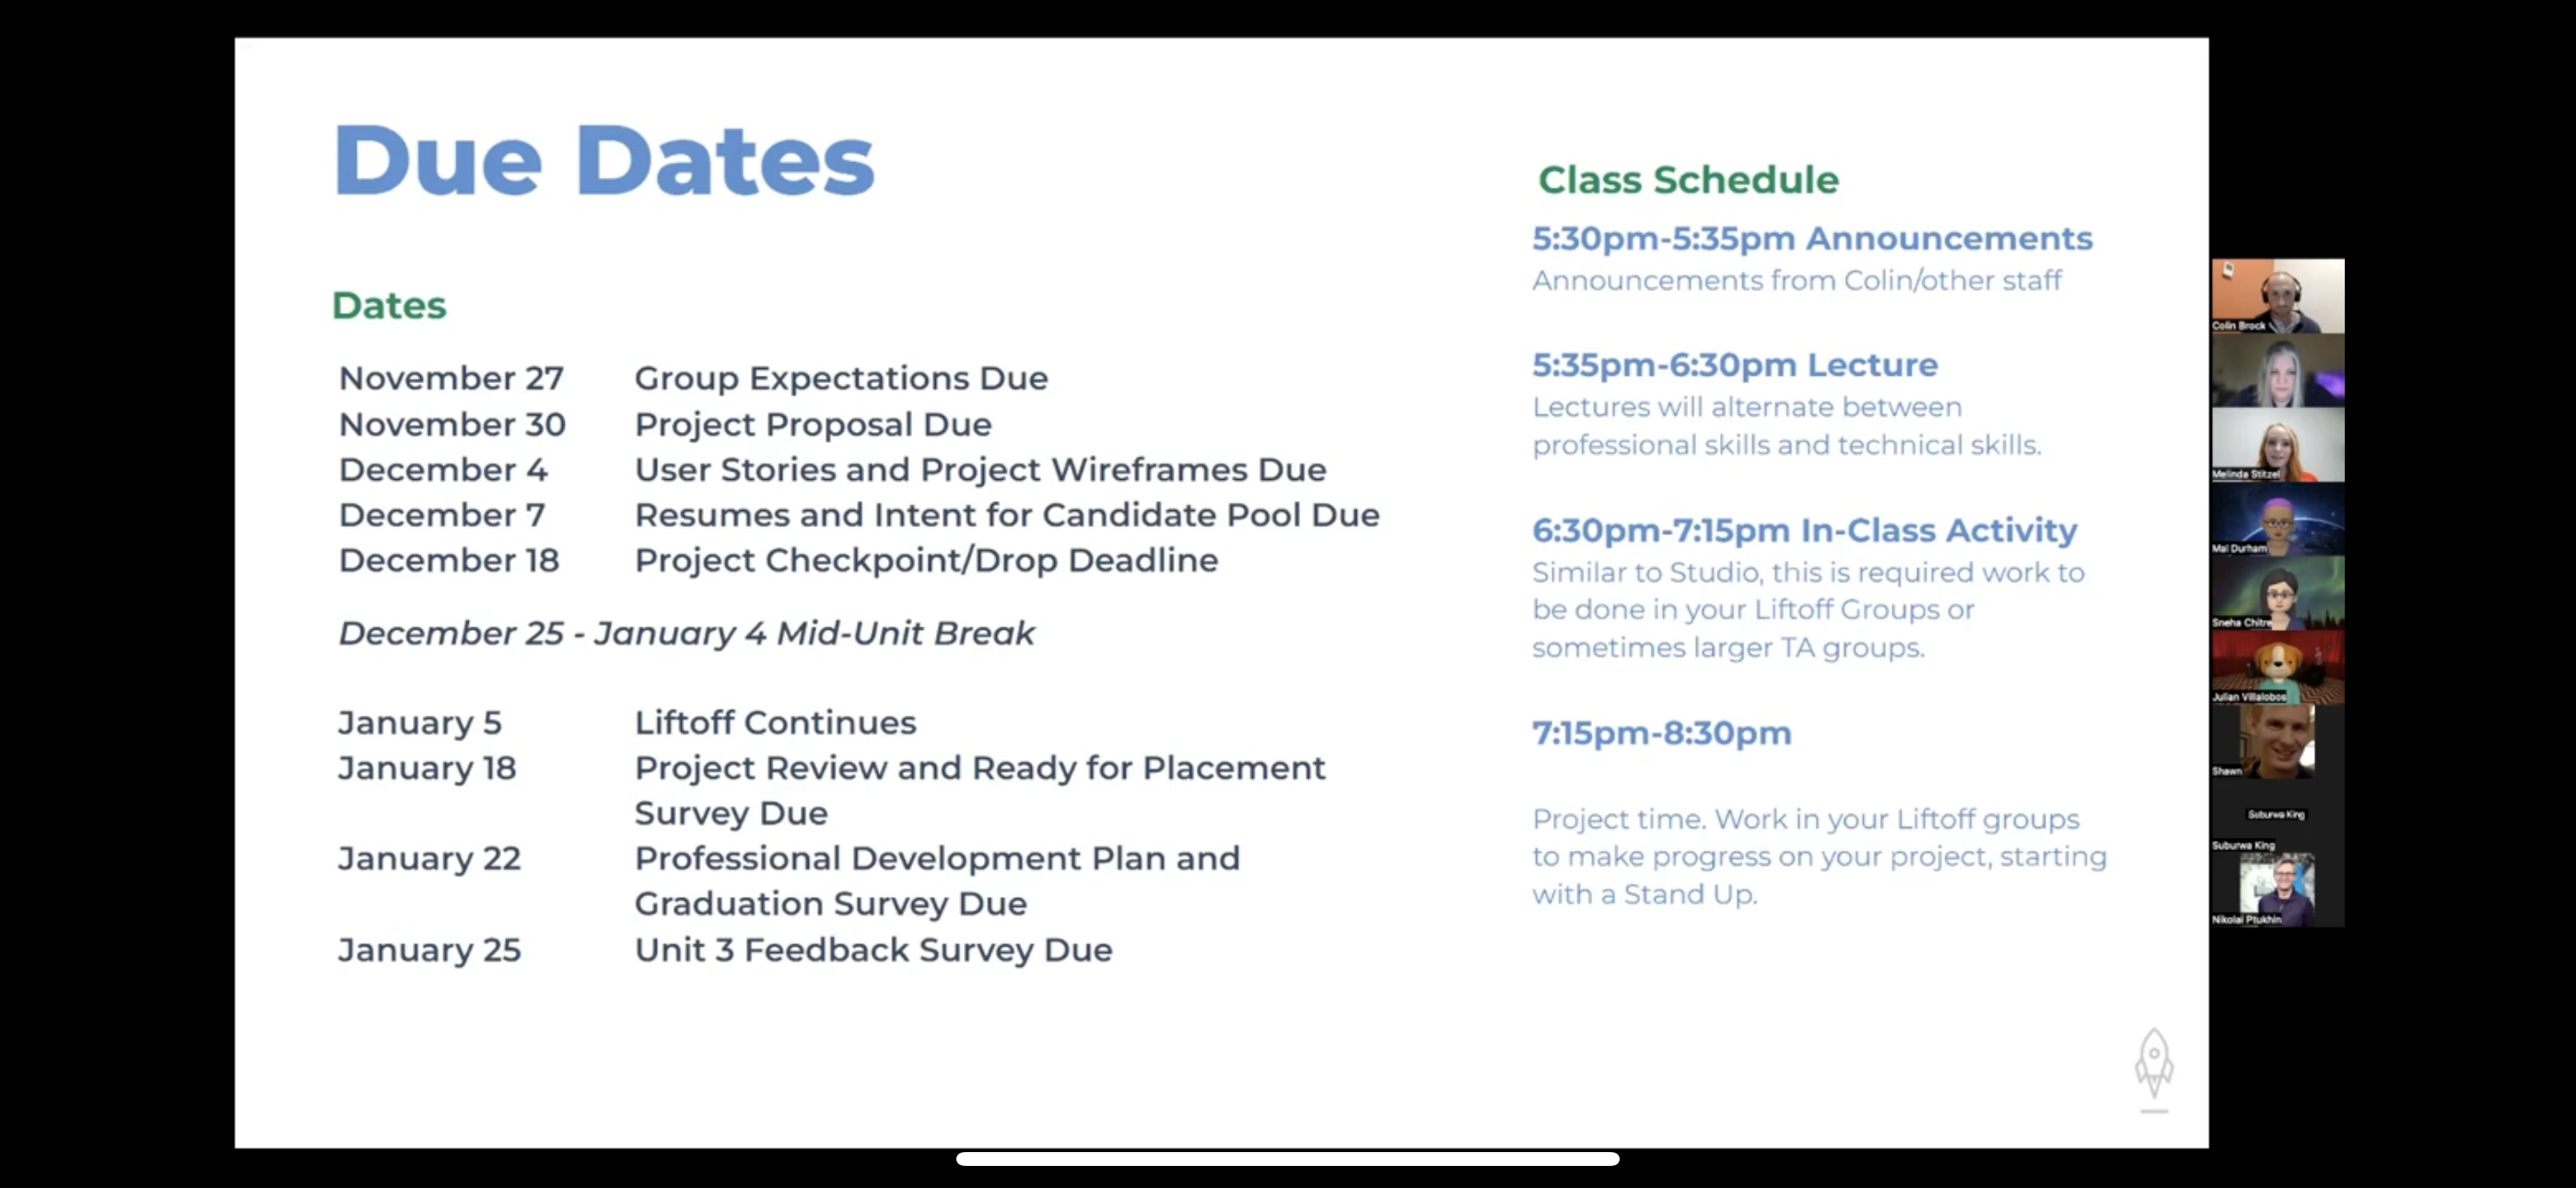 Due Dates
Dates
November 27 Group Expectations Due
November 30 Project Proposal Due
December 4 User Stories and Project Wireframes Due
December 7 Resumes and Intent for Candidate Pool Due
December 18 Project Checkpoint/Drop Deadline
December 25 - January 4 Mid-Unit Break
January 5 Liftoff Continues
January 18 Project Review and Ready for Placement
Survey Due
January 22 Professional Development Plan and
Graduation Survey Due
January 25 Unit 3 Feedback Survey Due
Class Schedule
5:30pm-5:35pm Announcements
Announcements from Colin/other staff
5:35pm-6:30pm Lecture
Lectures will alternate between
professional skills and technical skills.
6:30pm-7:15pm In-Class Activity
Similar to Studio, this is required work to
be done in your Liftoff Groups or
sometimes larger TA groups.
7:15pm-8:30pm
Project time. Work in your Liftoff groups
to make progress on your project, starting
with a Stand Up.
Colin Brock
Melinda Stitzel
Mal Durham
Sneha Chitre
Julian Villalobos
Shawn
Suburwa King
Suburwa King
Nikolai Ptukhin